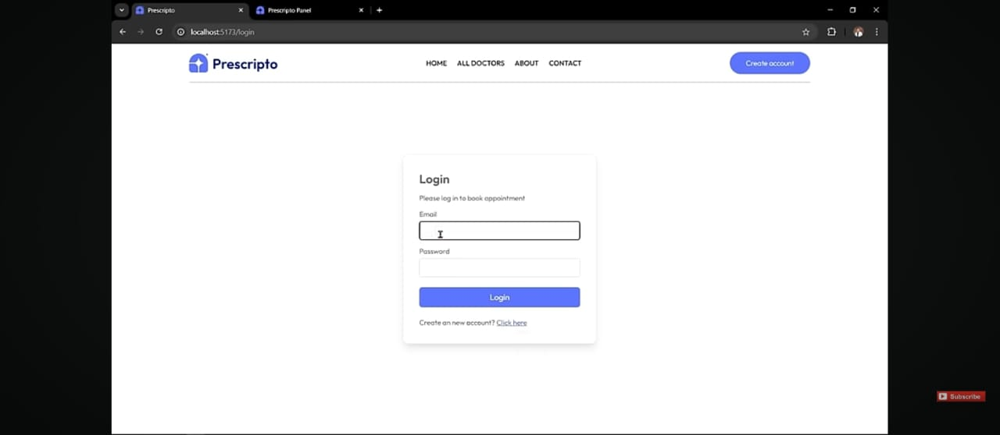 Prescripto
Prescripto Panel
localhost:5173/login
Prescripto
HOME ALL DOCTORS ABOUT CONTACT
Create account
Login
Please log in to book appointment
Email
Password
Login
Create an new account? Click here
Subscribe